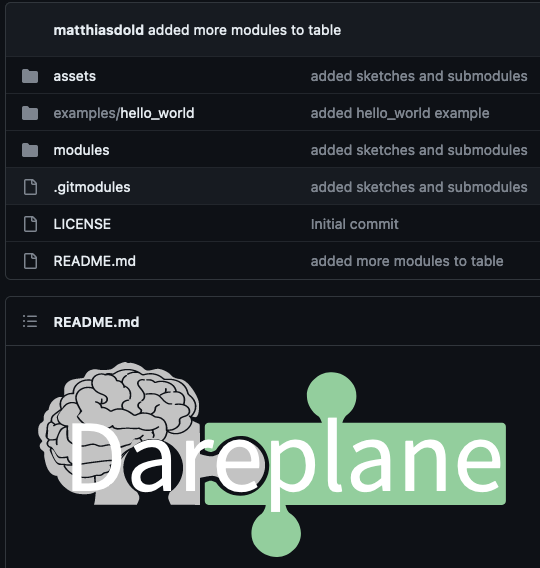 matthiasdold added more modules to table
assets added sketches and submodules
examples/hello_world added hello_world example
modules added sketches and submodules
.gitmodules added sketches and submodules
LICENSE Initial commit
README.md added more modules to table
README.md
Dareplane